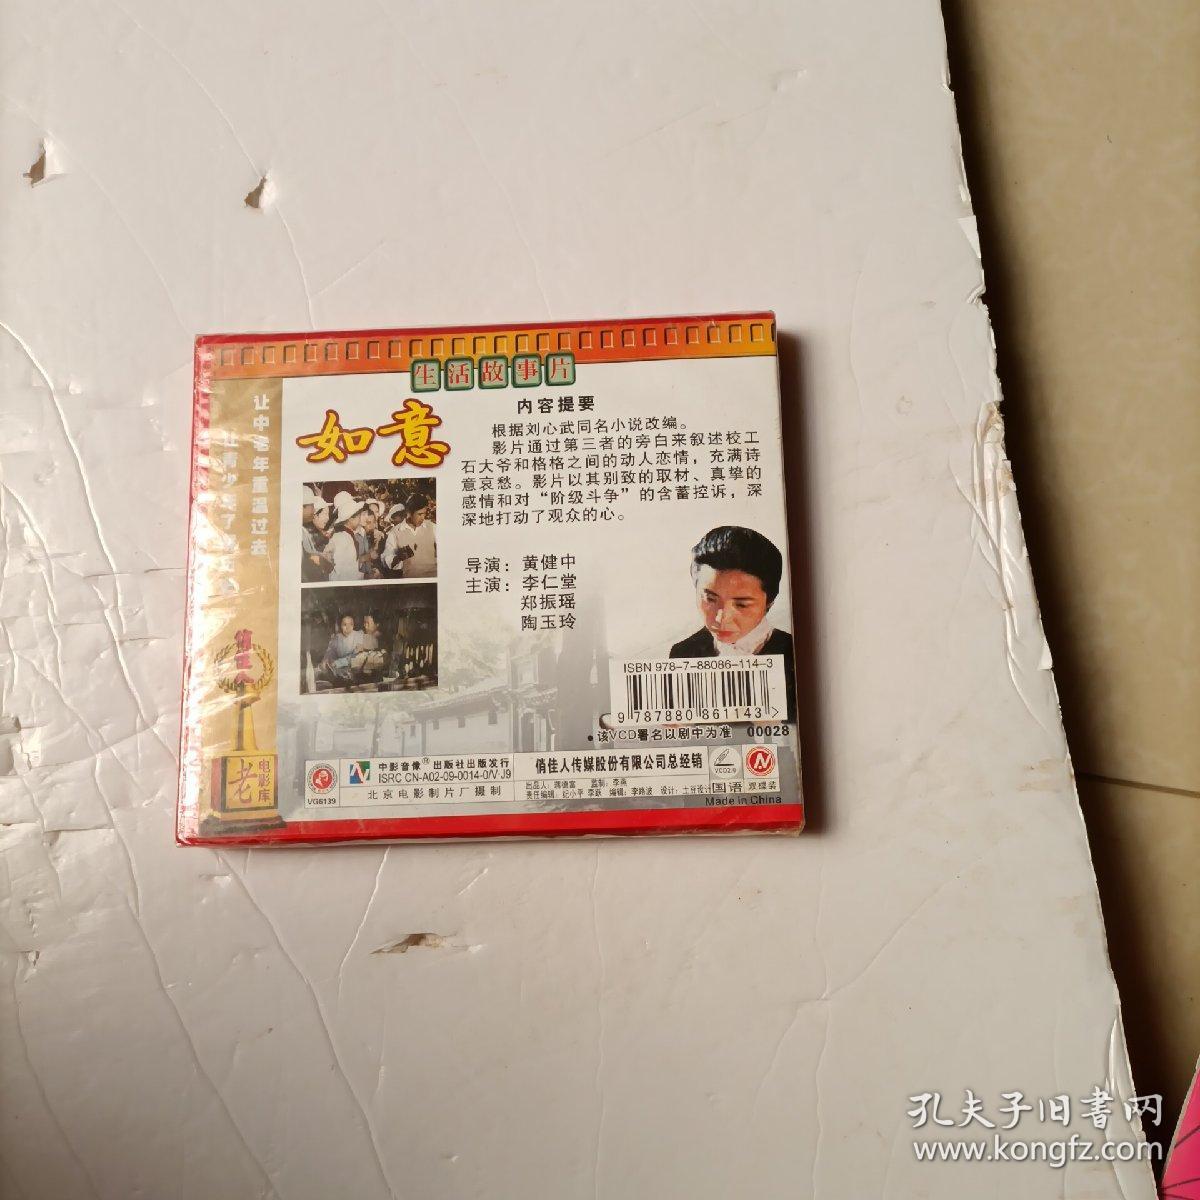 生活故事片
让中老年重温过去
如意
内容提要
根据刘心武同名小说改编。
影片通过第三者的旁白来叙述校工
石大爷和格格之间的动人恋情，充满诗
意哀愁。影片以其别致的取材、真挚的
感情和对“阶级斗争”的含蓄控诉，深
深地打动了观众的心。
导演：黄健中
主演：李仁堂
郑振瑶
陶玉玲
俏佳人
老
电影库
ISBN 978-7-88086-114-3
9 787880 861143 >
00028
•该VCD署名以剧中为准
VG6139
中影音像® 出版社出版发行
ISRC CN-A02-09-0014-0/V·J9
北京电影制片厂摄制
俏佳人传媒股份有限公司总经销
国语
双碟装
Made in China
孔夫子旧书网
www.kongfz.com